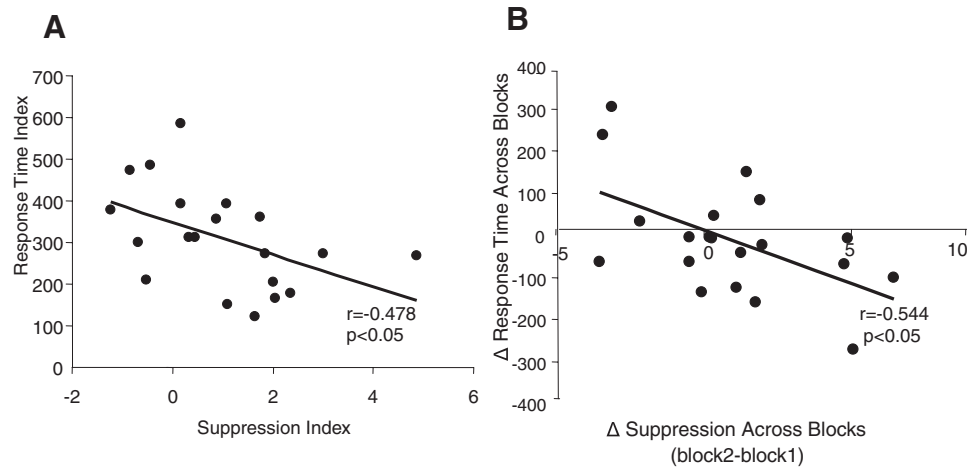 A
Response Time Index
700
600
500
400
300
200
100
0
-2
0
2
4
6
r=-0.478
p<0.05
Suppression Index
B
Δ Response Time Across Blocks
400
300
200
100
0
-100
-200
-300
-400
-5
0
5
10
r=-0.544
p<0.05
Δ Suppression Across Blocks
(block2-block1)